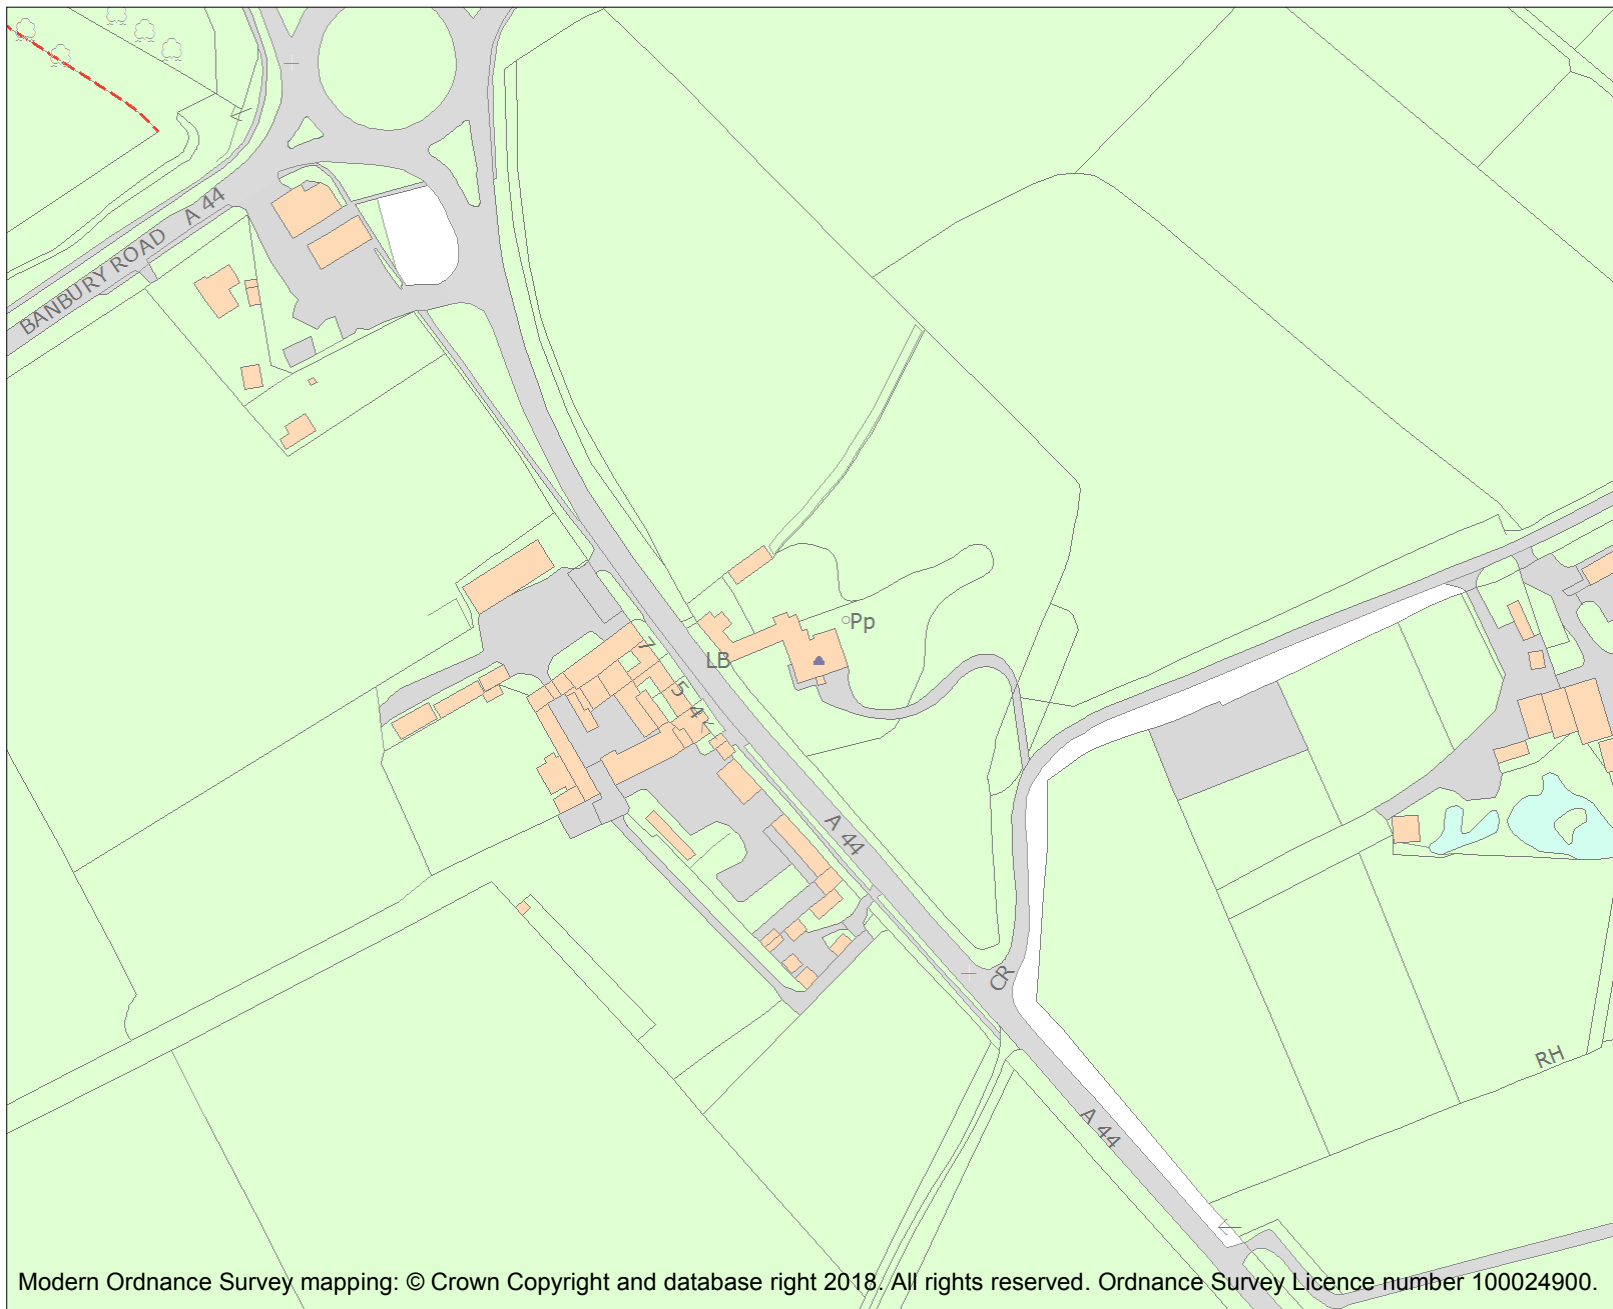 BANBURY ROAD A 44
Pp
7
LB
5
4
A 44
CR
RH
A 44
Modern Ordnance Survey mapping: © Crown Copyright and database right 2018. All rights reserved. Ordnance Survey Licence number 100024900.